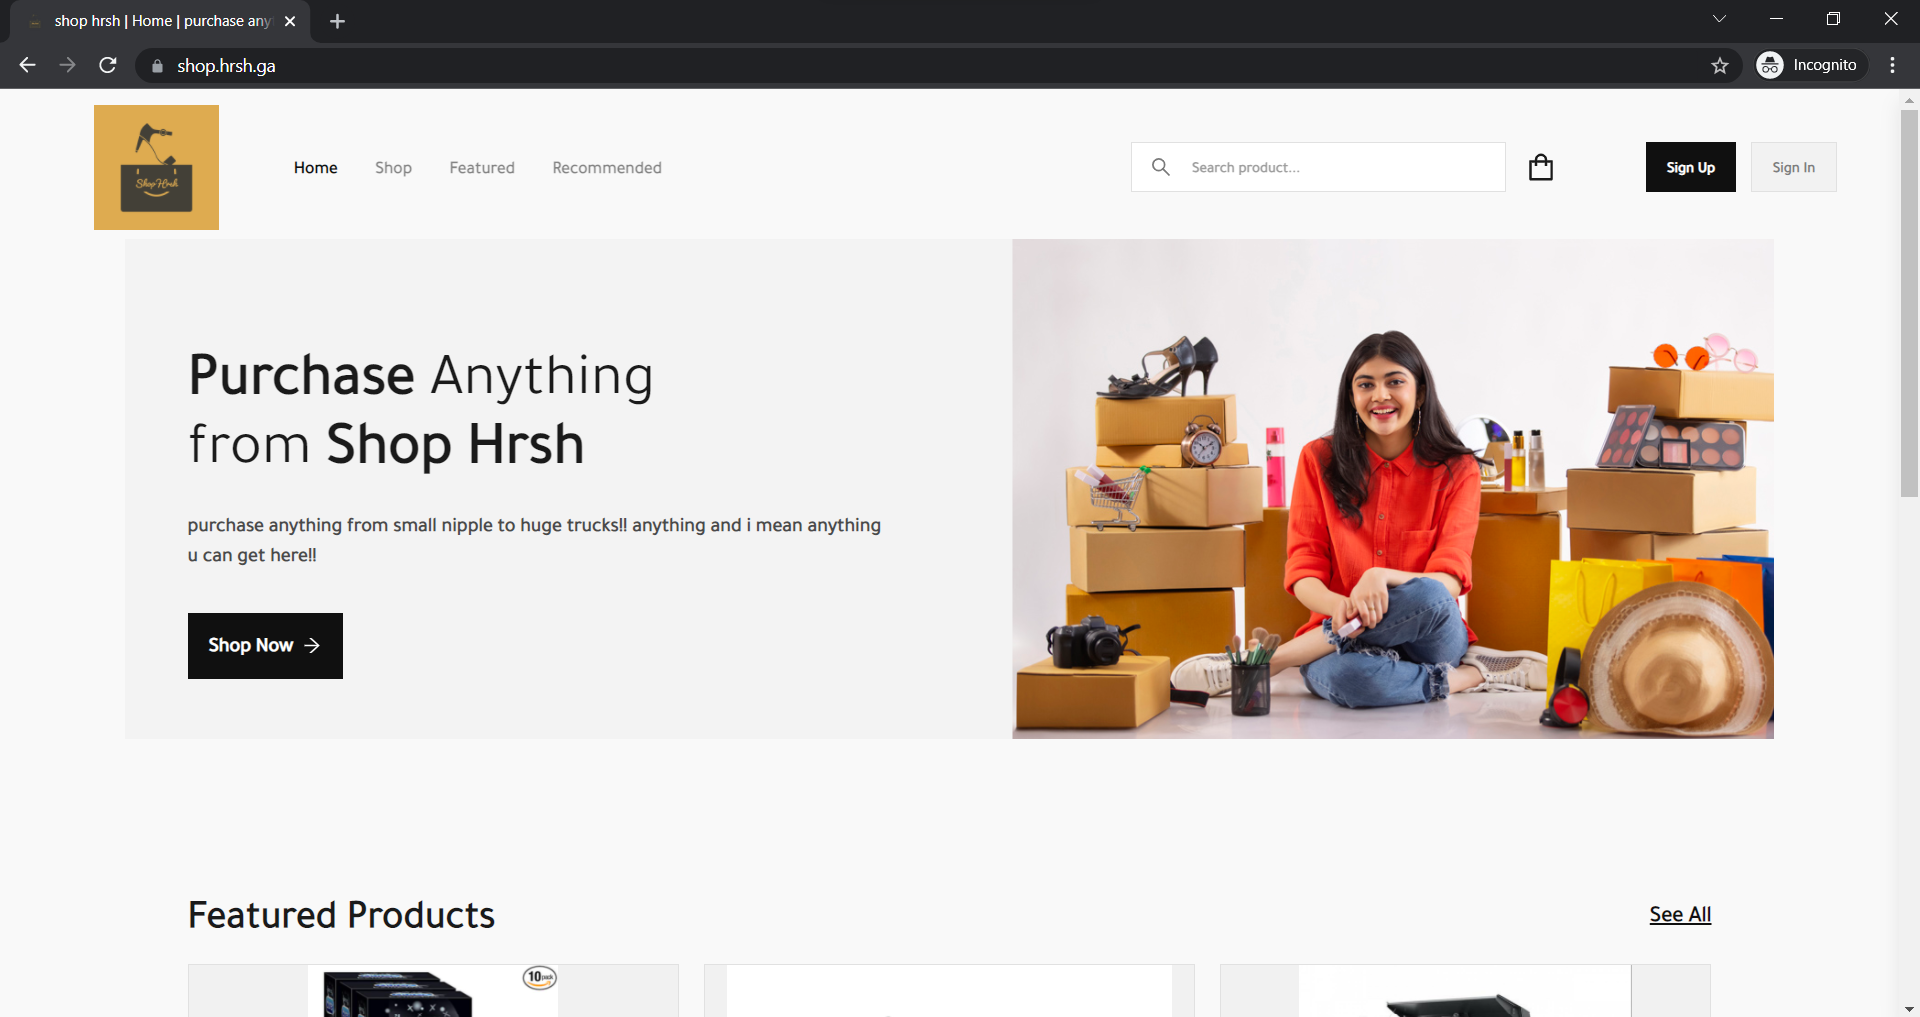 shop hrsh | Home | purchase any
shop.hrsh.ga
Incognito
Shop Hrsh
Home
Shop
Featured
Recommended
Search product...
Sign Up
Sign In
Purchase Anything
from Shop Hrsh
purchase anything from small nipple to huge trucks!! anything and i mean anything
u can get here!!
Shop Now
Featured Products
See All
10 pack